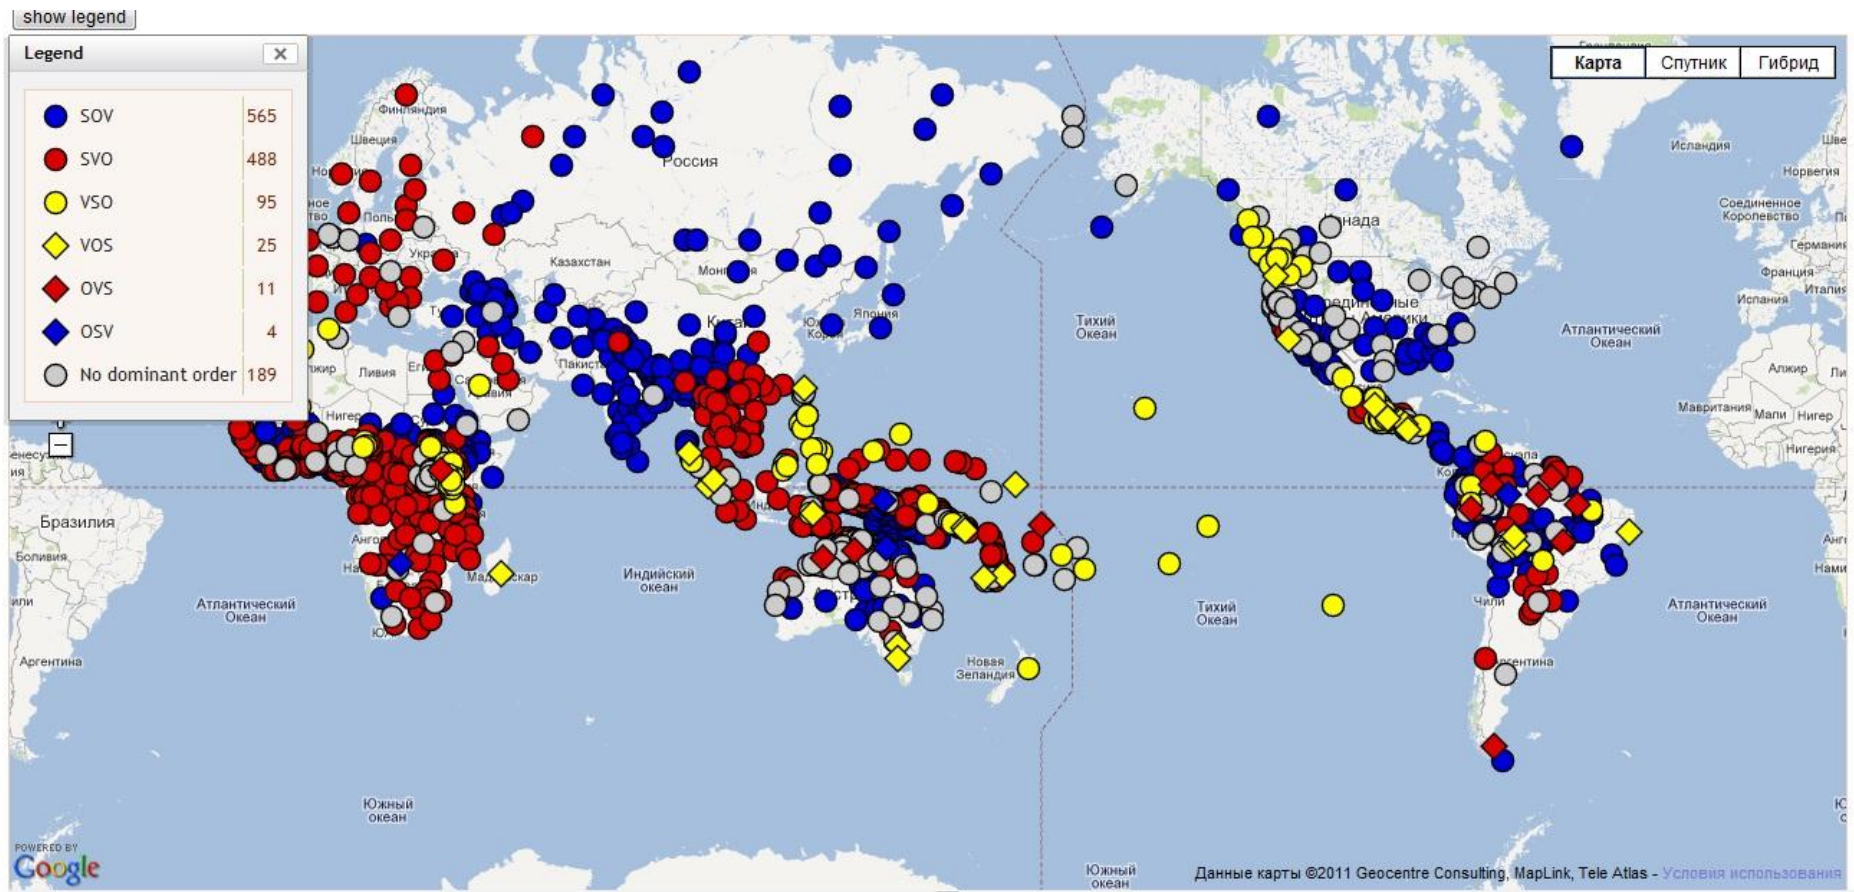 show legend
Legend
SOV 565
SVO 488
VSO 95
VOS 25
OVS 11
OSV 4
No dominant order 189
Карта Спутник Гибрид
Финляндия
Швеция
Россия
Исландия
Норвегия
Соединенное
Королевство
Канада
Германия
Казахстан
Франция
Испания
Япония
Тихий
Океан
Атлантический
Океан
Пакиста
Ливия
Алжир
Мавритания
Мали
Нигер
Нигер
Нигерия
Бразилия
Боливия
Индийский
океан
Атлантический
Океан
Тихий
Океан
Чили
Атлантический
Океан
Аргентина
Новая
Зеландия
Южный
океан
Южный
океан
POWERED BY
Google
Данные карты ©2011 Geocentre Consulting, MapLink, Tele Atlas - Условия использования